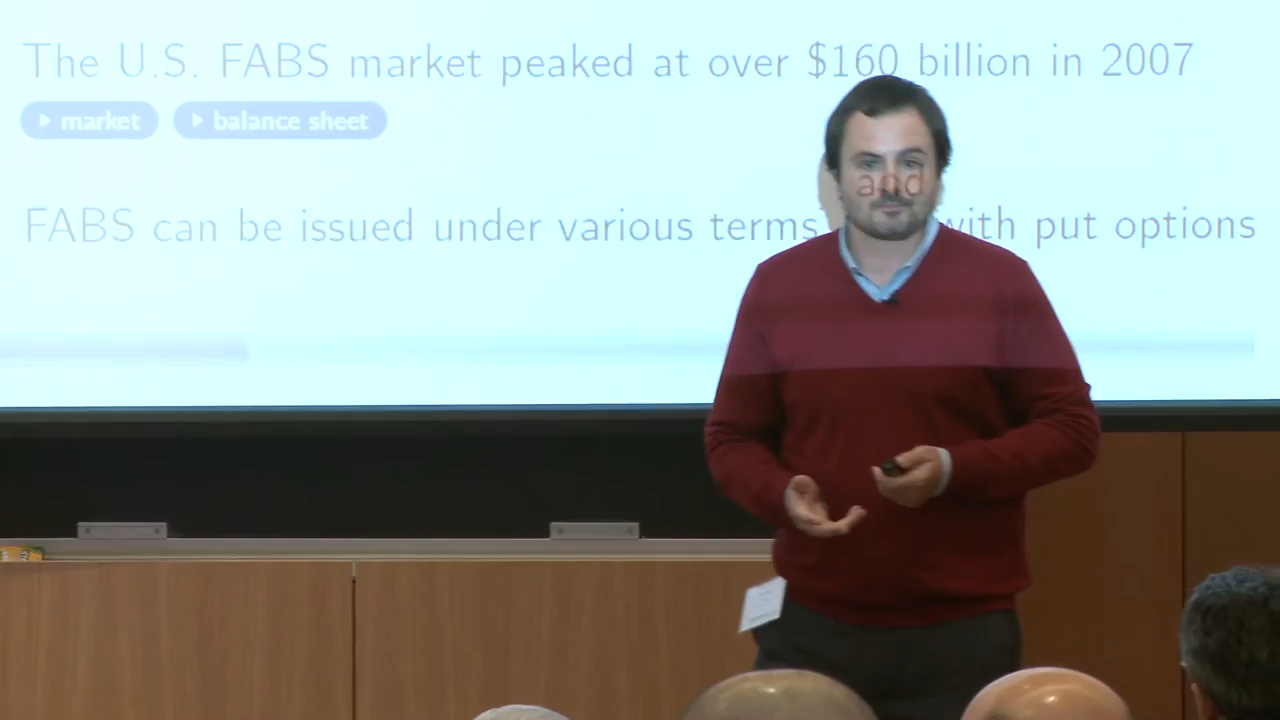 The U.S. FABS market peaked at over $160 billion in 2007
market balance sheet
FABS can be issued under various terms and with put options